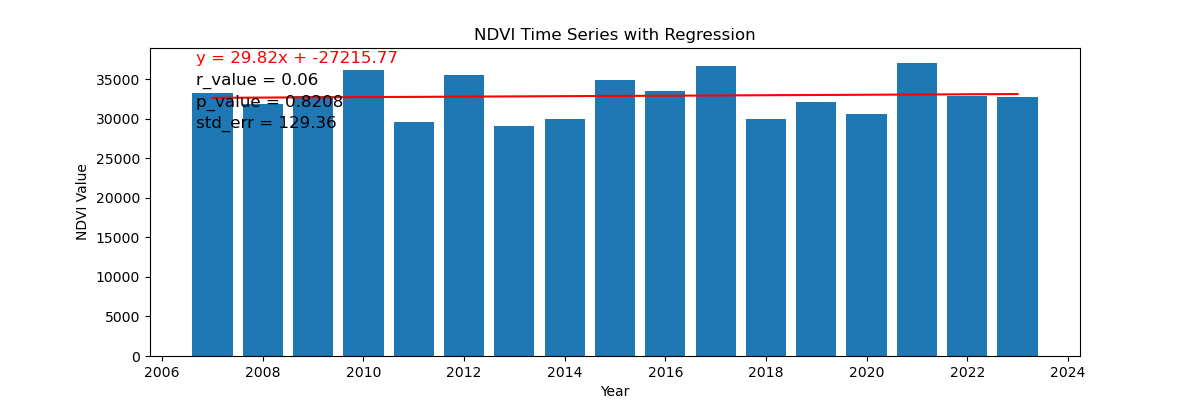 NDVI Time Series with Regression
y = 29.82x + -27215.77
r_value = 0.06
p_value = 0.8208
std_err = 129.36
NDVI Value
35000
30000
25000
20000
15000
10000
5000
0
2006 2008 2010 2012 2014 2016 2018 2020 2022 2024
Year